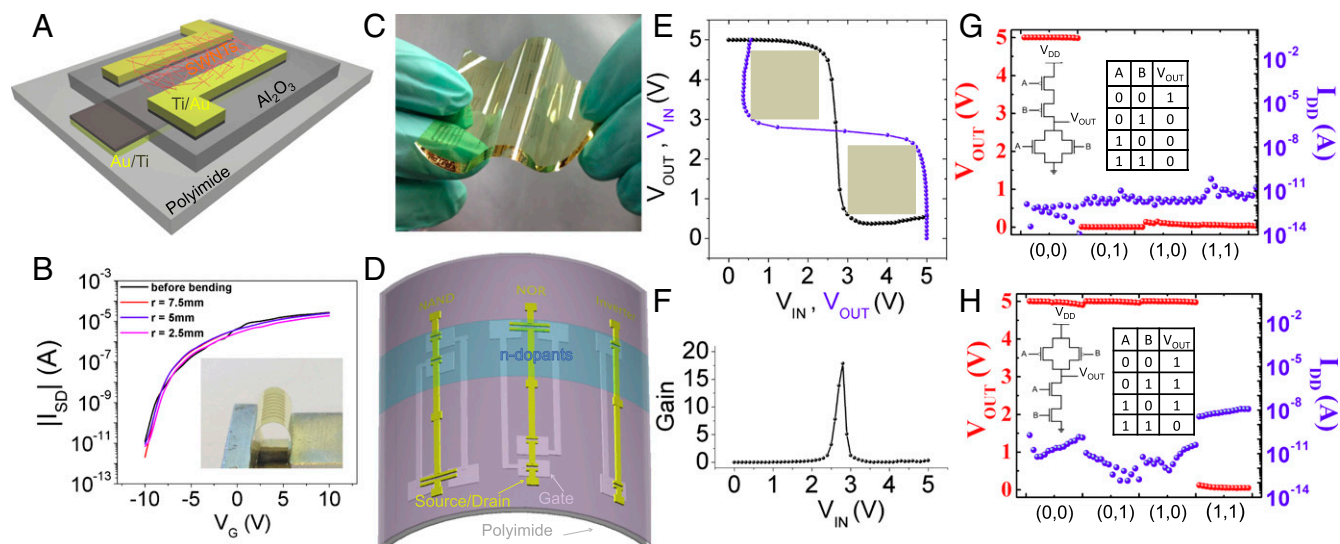 A
SWNTs
Ti/Au
Al2O3
Au/Ti
Polyimide
B
before bending
r = 7.5mm
r = 5mm
r = 2.5mm
|ISD| (A)
10-3
10-5
10-7
10-9
10-11
10-13
-10 -5 0 5 10
VG (V)
C
D
NAND
NOR
Inverter
n-dopants
Source/Drain
Gate
Polyimide
E
VOUT , VIN (V)
5
4
3
2
1
0
0 1 2 3 4 5
VIN , VOUT (V)
F
Gain
20
15
10
5
0
0 1 2 3 4 5
VIN (V)
G
VOUT (V)
5
4
3
2
1
0
VDD
A
B
VOUT
A B
A B VOUT
0 0 1
0 1 0
1 0 0
1 1 0
10-2
10-5
10-8
10-11
10-14
IDD (A)
(0,0) (0,1) (1,0) (1,1)
H
VOUT (V)
5
4
3
2
1
0
VDD
A B
VOUT
A
B
A B VOUT
0 0 1
0 1 1
1 0 1
1 1 0
10-2
10-5
10-8
10-11
10-14
IDD (A)
(0,0) (0,1) (1,0) (1,1)